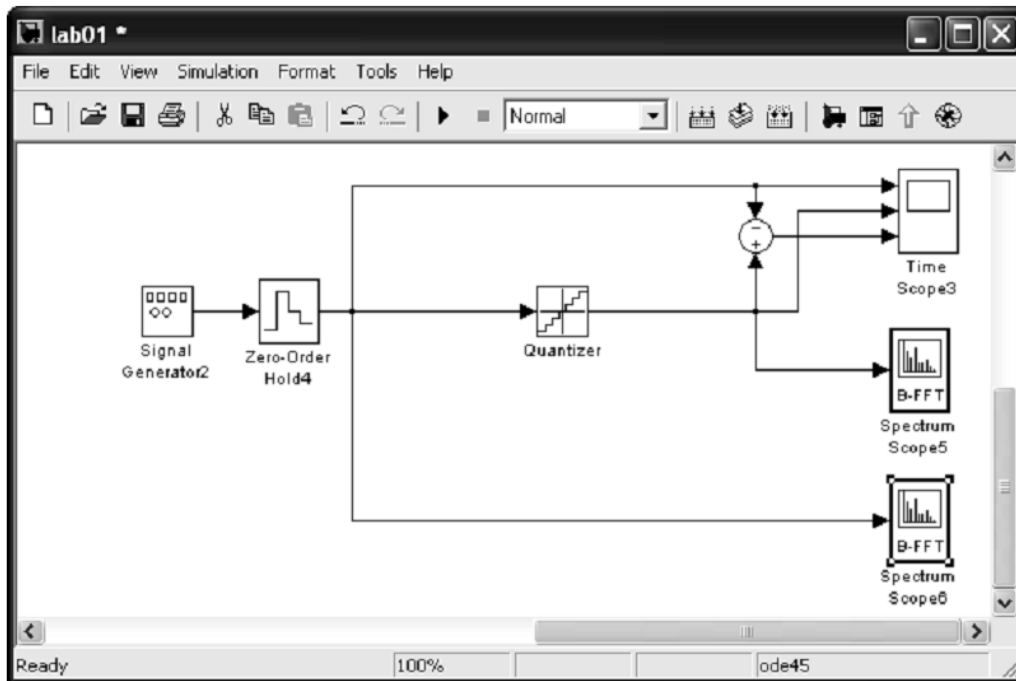 lab01 *
File Edit View Simulation Format Tools Help
Normal
−
+
Time
Scope3
Signal
Generator2
Zero-Order
Hold4
Quantizer
B-FFT
Spectrum
Scope5
B-FFT
Spectrum
Scope6
Ready 100% ode45